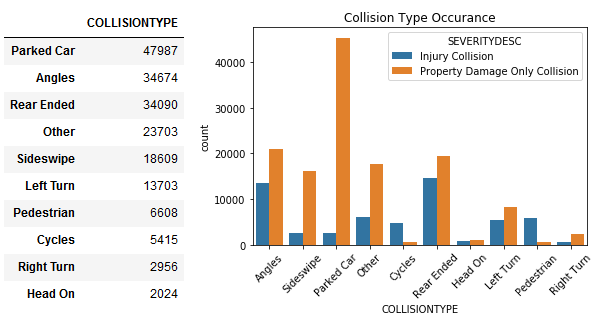 COLLISIONTYPE
Parked Car 47987
Angles 34674
Rear Ended 34090
Other 23703
Sideswipe 18609
Left Turn 13703
Pedestrian 6608
Cycles 5415
Right Turn 2956
Head On 2024
Collision Type Occurance
SEVERITYDESC
Injury Collision
Property Damage Only Collision
count
40000
30000
20000
10000
0
Angles
Sideswipe
Parked Car
Other
Cycles
Rear Ended
Head On
Left Turn
Pedestrian
Right Turn
COLLISIONTYPE